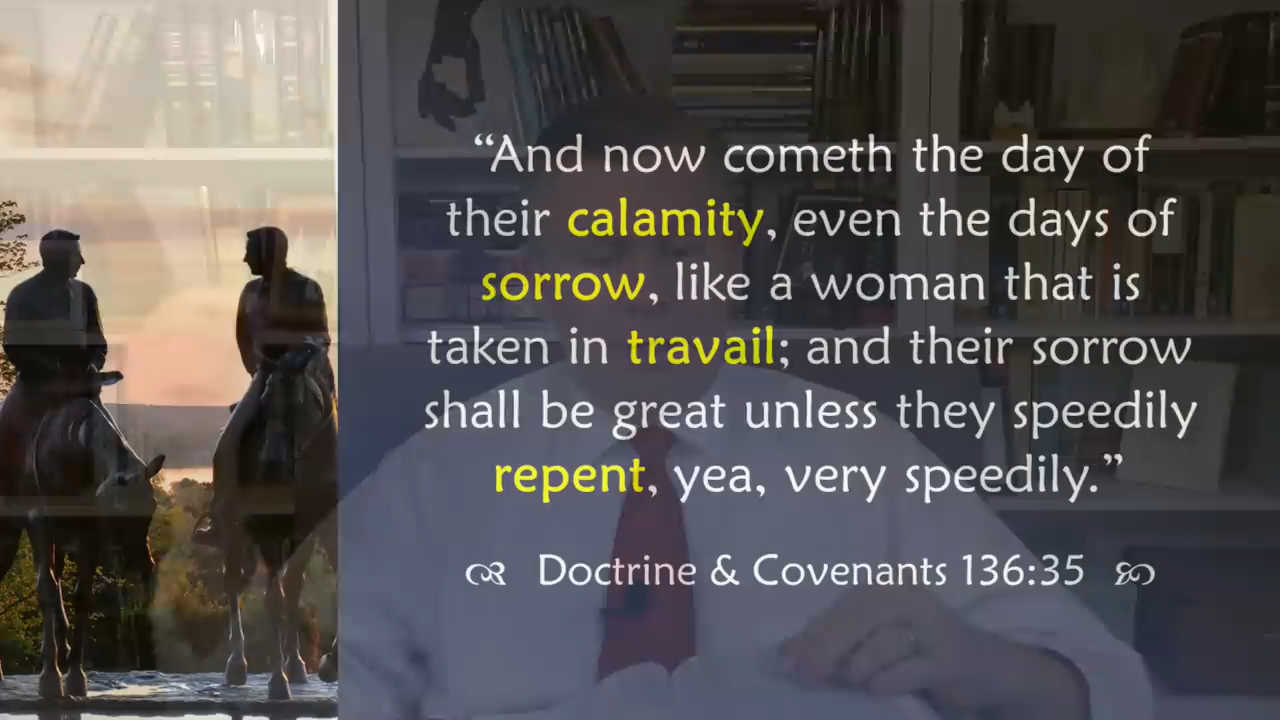 “And now cometh the day of
their calamity, even the days of
sorrow, like a woman that is
taken in travail; and their sorrow
shall be great unless they speedily
repent, yea, very speedily.”
Doctrine & Covenants 136:35